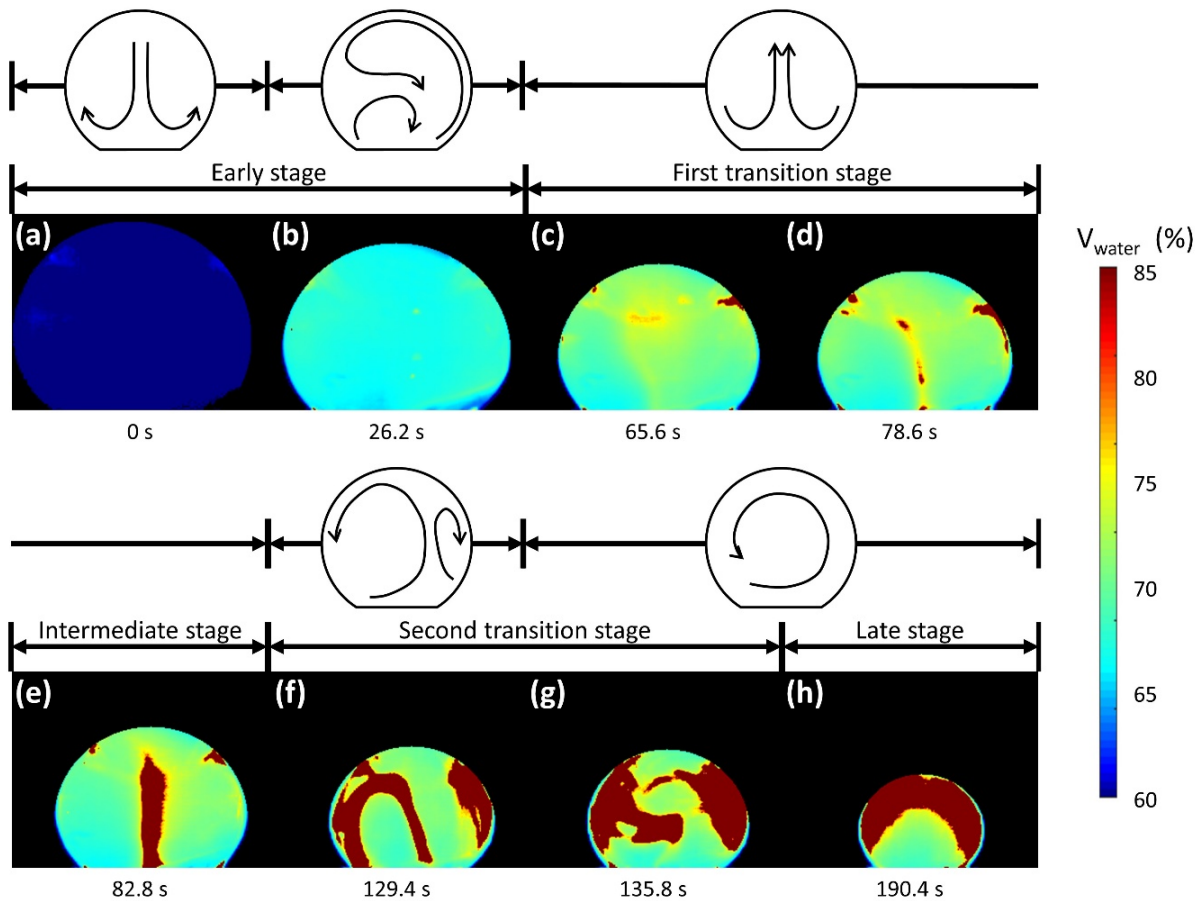 Early stage
First transition stage
(a)
(b)
(c)
(d)
0 s
26.2 s
65.6 s
78.6 s
V water (%)
85
80
75
70
65
60
Intermediate stage
Second transition stage
Late stage
(e)
(f)
(g)
(h)
82.8 s
129.4 s
135.8 s
190.4 s